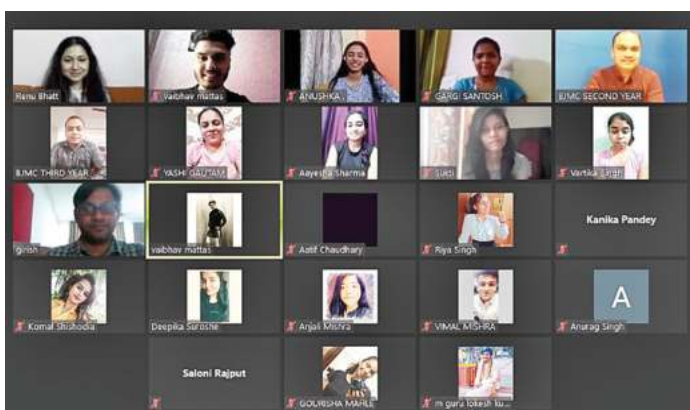 Renu Bhatt
vaibhav mattas
ANUSHKA .
GARGI SANTOSH
BJMC SECOND YEAR
BJMC THIRD YEAR
YASHI GAUTAM
Aayesha Sharma
Vartika Singh
girish
vaibhav mattas
Aatif Chaudhary
Riya Singh
Kanika Pandey
Komal Shishodia
Deepika Suroshe
Anjali Mishra
VIMAL MISHRA
A
Anurag Singh
Saloni Rajput
GOURISHA MAHLE
m guru lokesh ku...